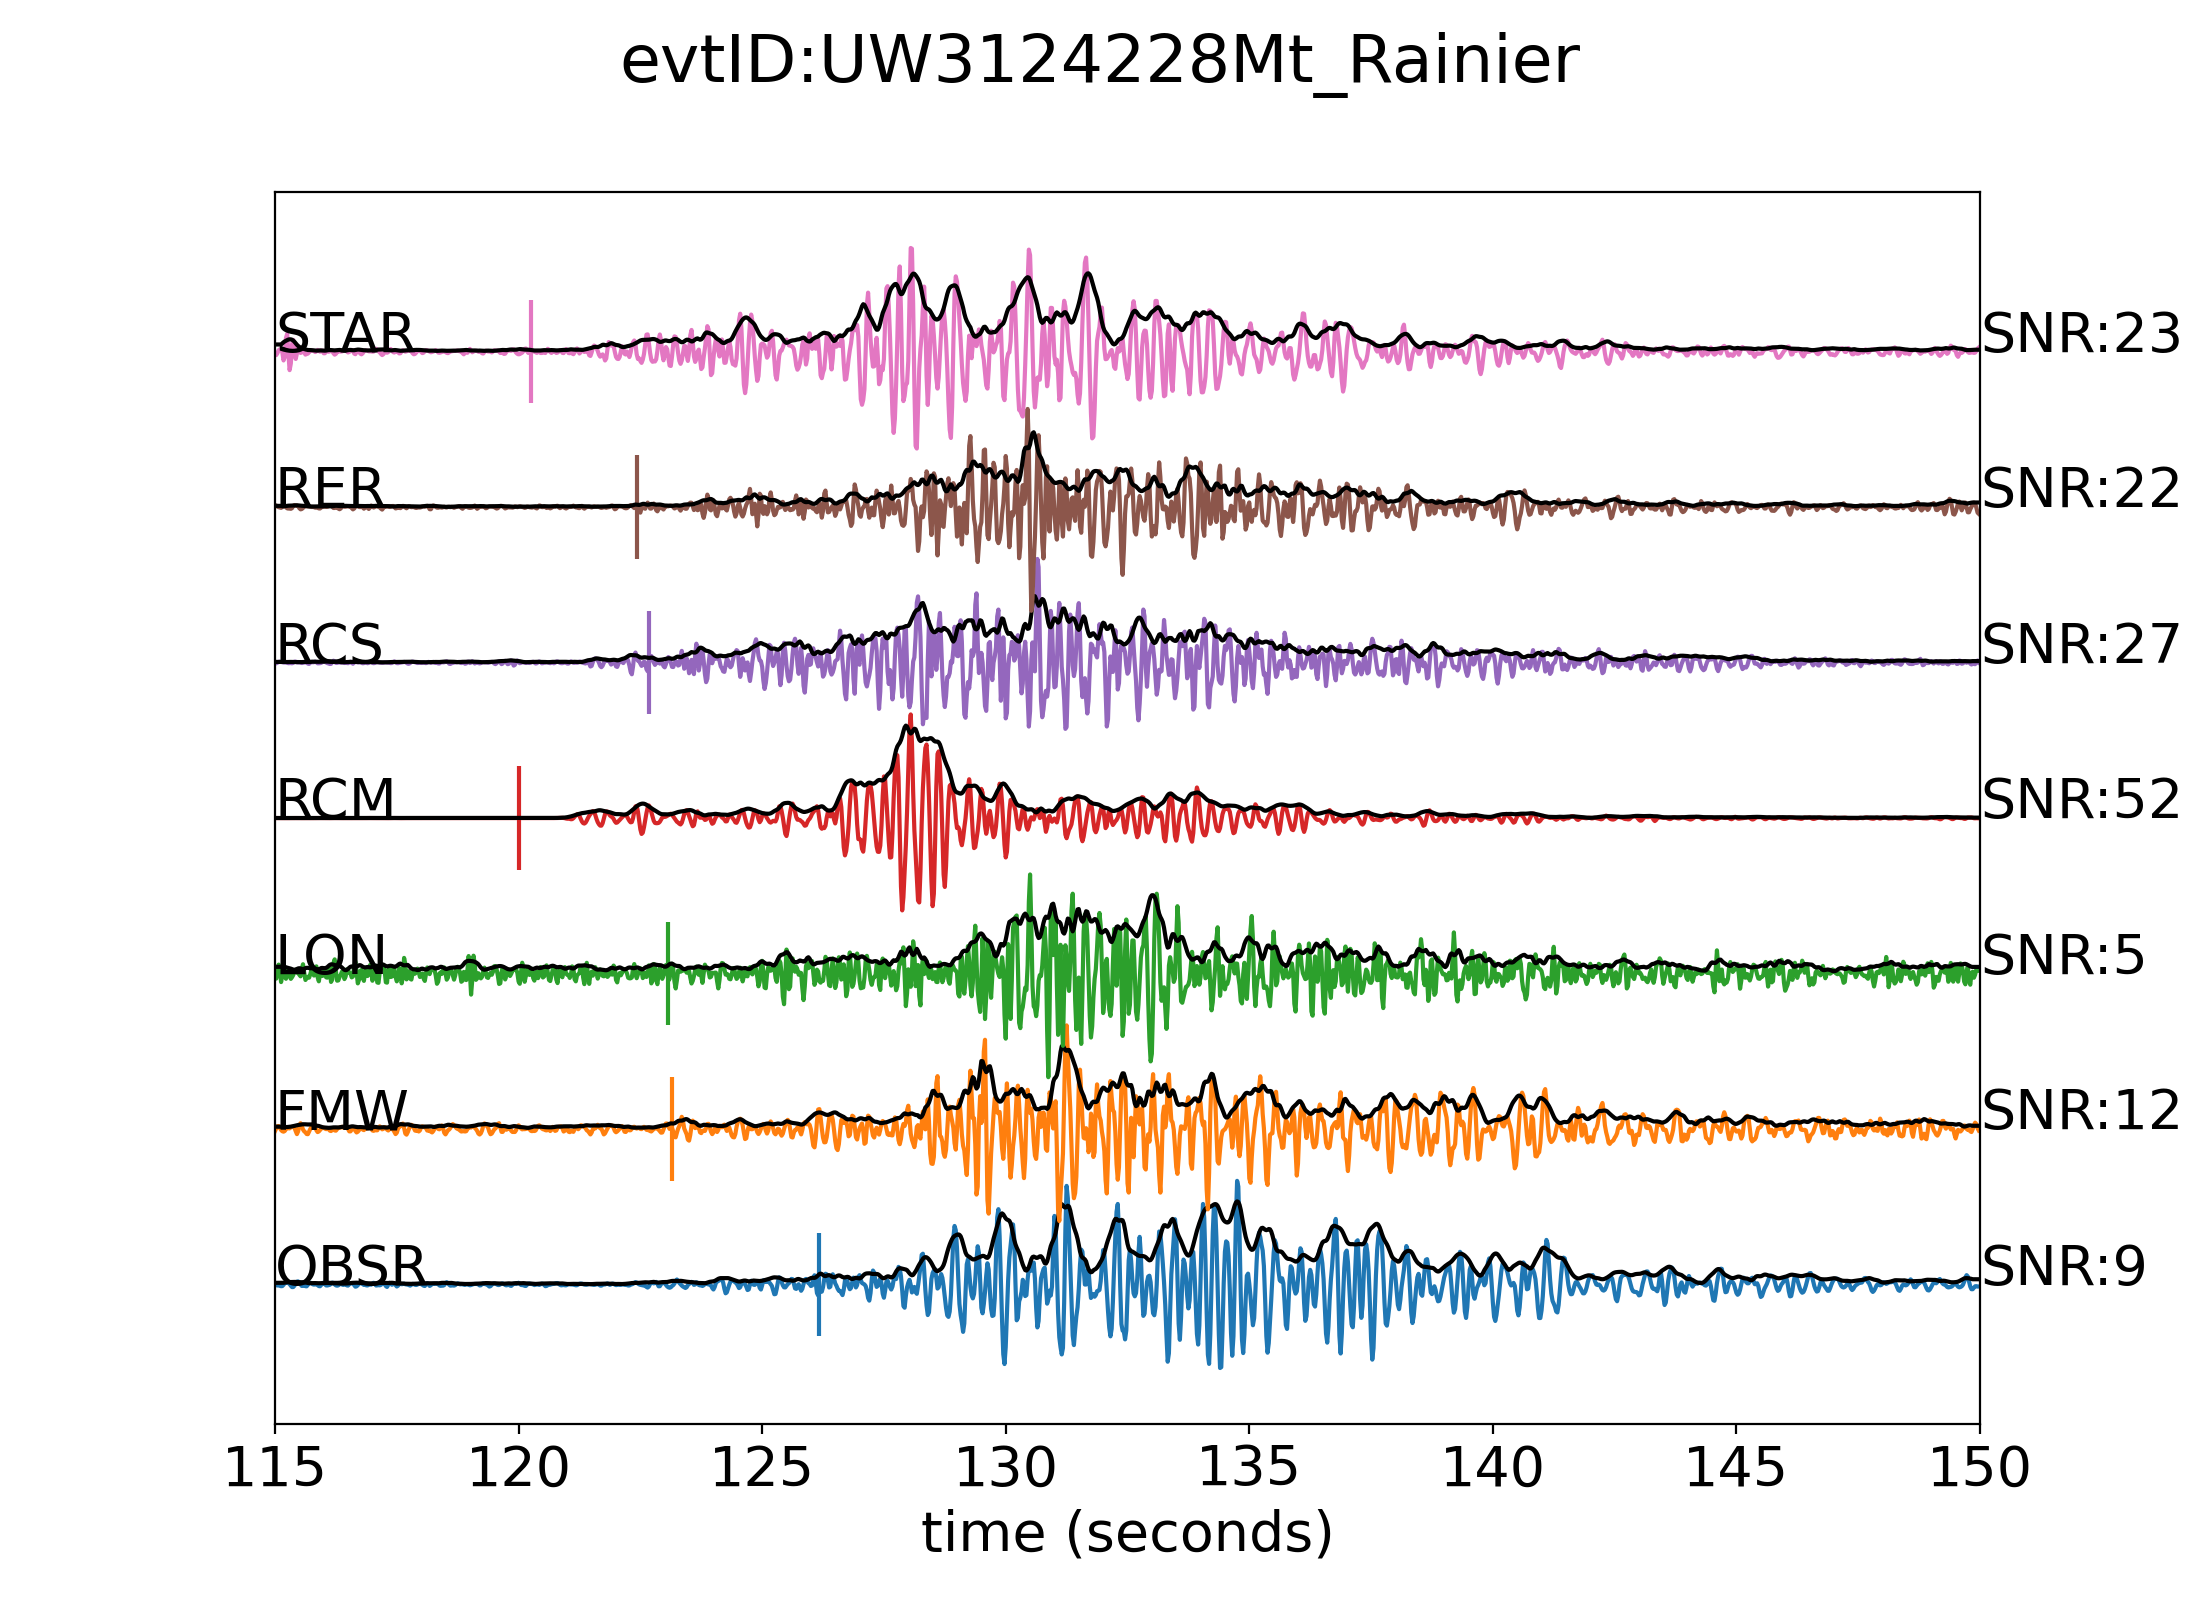 evtID:UW3124228Mt_Rainier
STAR SNR:23
RER SNR:22
RCS SNR:27
RCM SNR:52
LON SNR:5
FMW SNR:12
OBSR SNR:9
115 120 125 130 135 140 145 150
time (seconds)